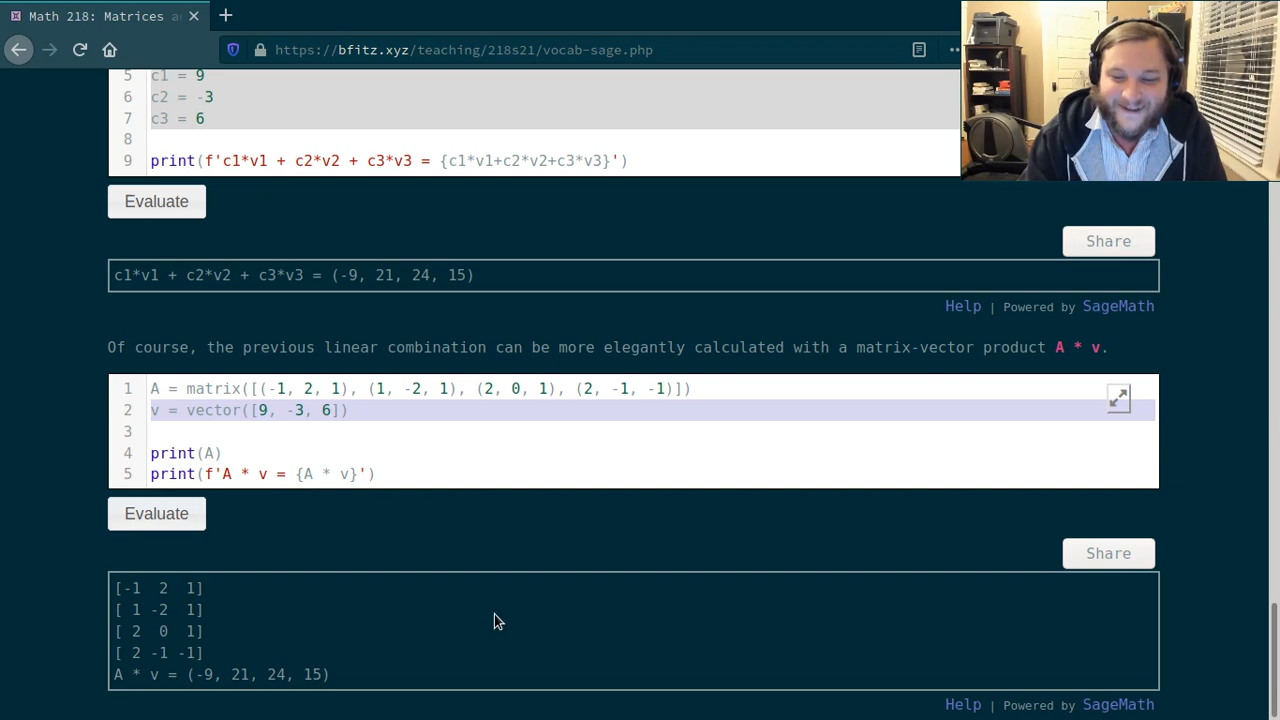 Math 218: Matrices a
https://bfitz.xyz/teaching/218s21/vocab-sage.php
5 c1 = 9
6 c2 = -3
7 c3 = 6
8
9 print(f'c1*v1 + c2*v2 + c3*v3 = {c1*v1+c2*v2+c3*v3}')
Evaluate
Share
c1*v1 + c2*v2 + c3*v3 = (-9, 21, 24, 15)
Help | Powered by SageMath
Of course, the previous linear combination can be more elegantly calculated with a matrix-vector product A * v.
1 A = matrix([(-1, 2, 1), (1, -2, 1), (2, 0, 1), (2, -1, -1)])
2 v = vector([9, -3, 6])
3
4 print(A)
5 print(f'A * v = {A * v}')
Evaluate
Share
[-1  2  1]
[ 1 -2  1]
[ 2  0  1]
[ 2 -1 -1]
A * v = (-9, 21, 24, 15)
Help | Powered by SageMath